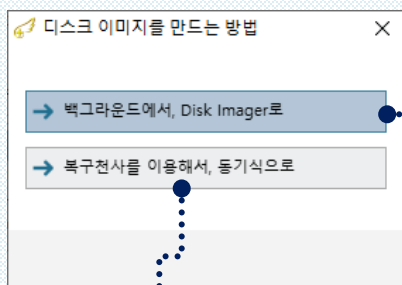 디스크 이미지를 만드는 방법
백그라운드에서, Disk Imager로
복구천사를 이용해서, 동기식으로